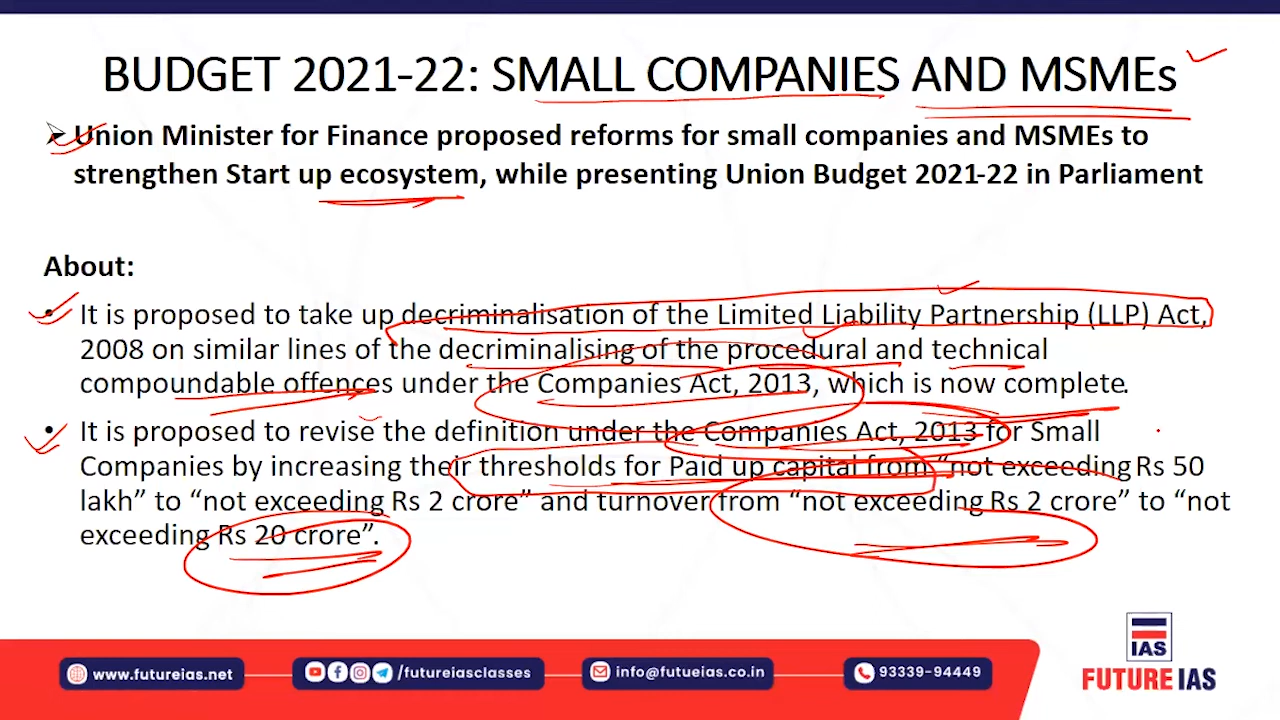 BUDGET 2021-22: SMALL COMPANIES AND MSMEs
Union Minister for Finance proposed reforms for small companies and MSMEs to
strengthen Start up ecosystem, while presenting Union Budget 2021-22 in Parliament
About:
• It is proposed to take up decriminalisation of the Limited Liability Partnership (LLP) Act,
2008 on similar lines of the decriminalising of the procedural and technical
compoundable offences under the Companies Act, 2013, which is now complete.
• It is proposed to revise the definition under the Companies Act, 2013 for Small
Companies by increasing their thresholds for Paid up capital from “not exceeding Rs 50
lakh” to “not exceeding Rs 2 crore” and turnover from “not exceeding Rs 2 crore” to “not
exceeding Rs 20 crore”.
IAS
FUTURE IAS
www.futureias.net
/futureiasclasses
info@futueias.co.in
93339-94449